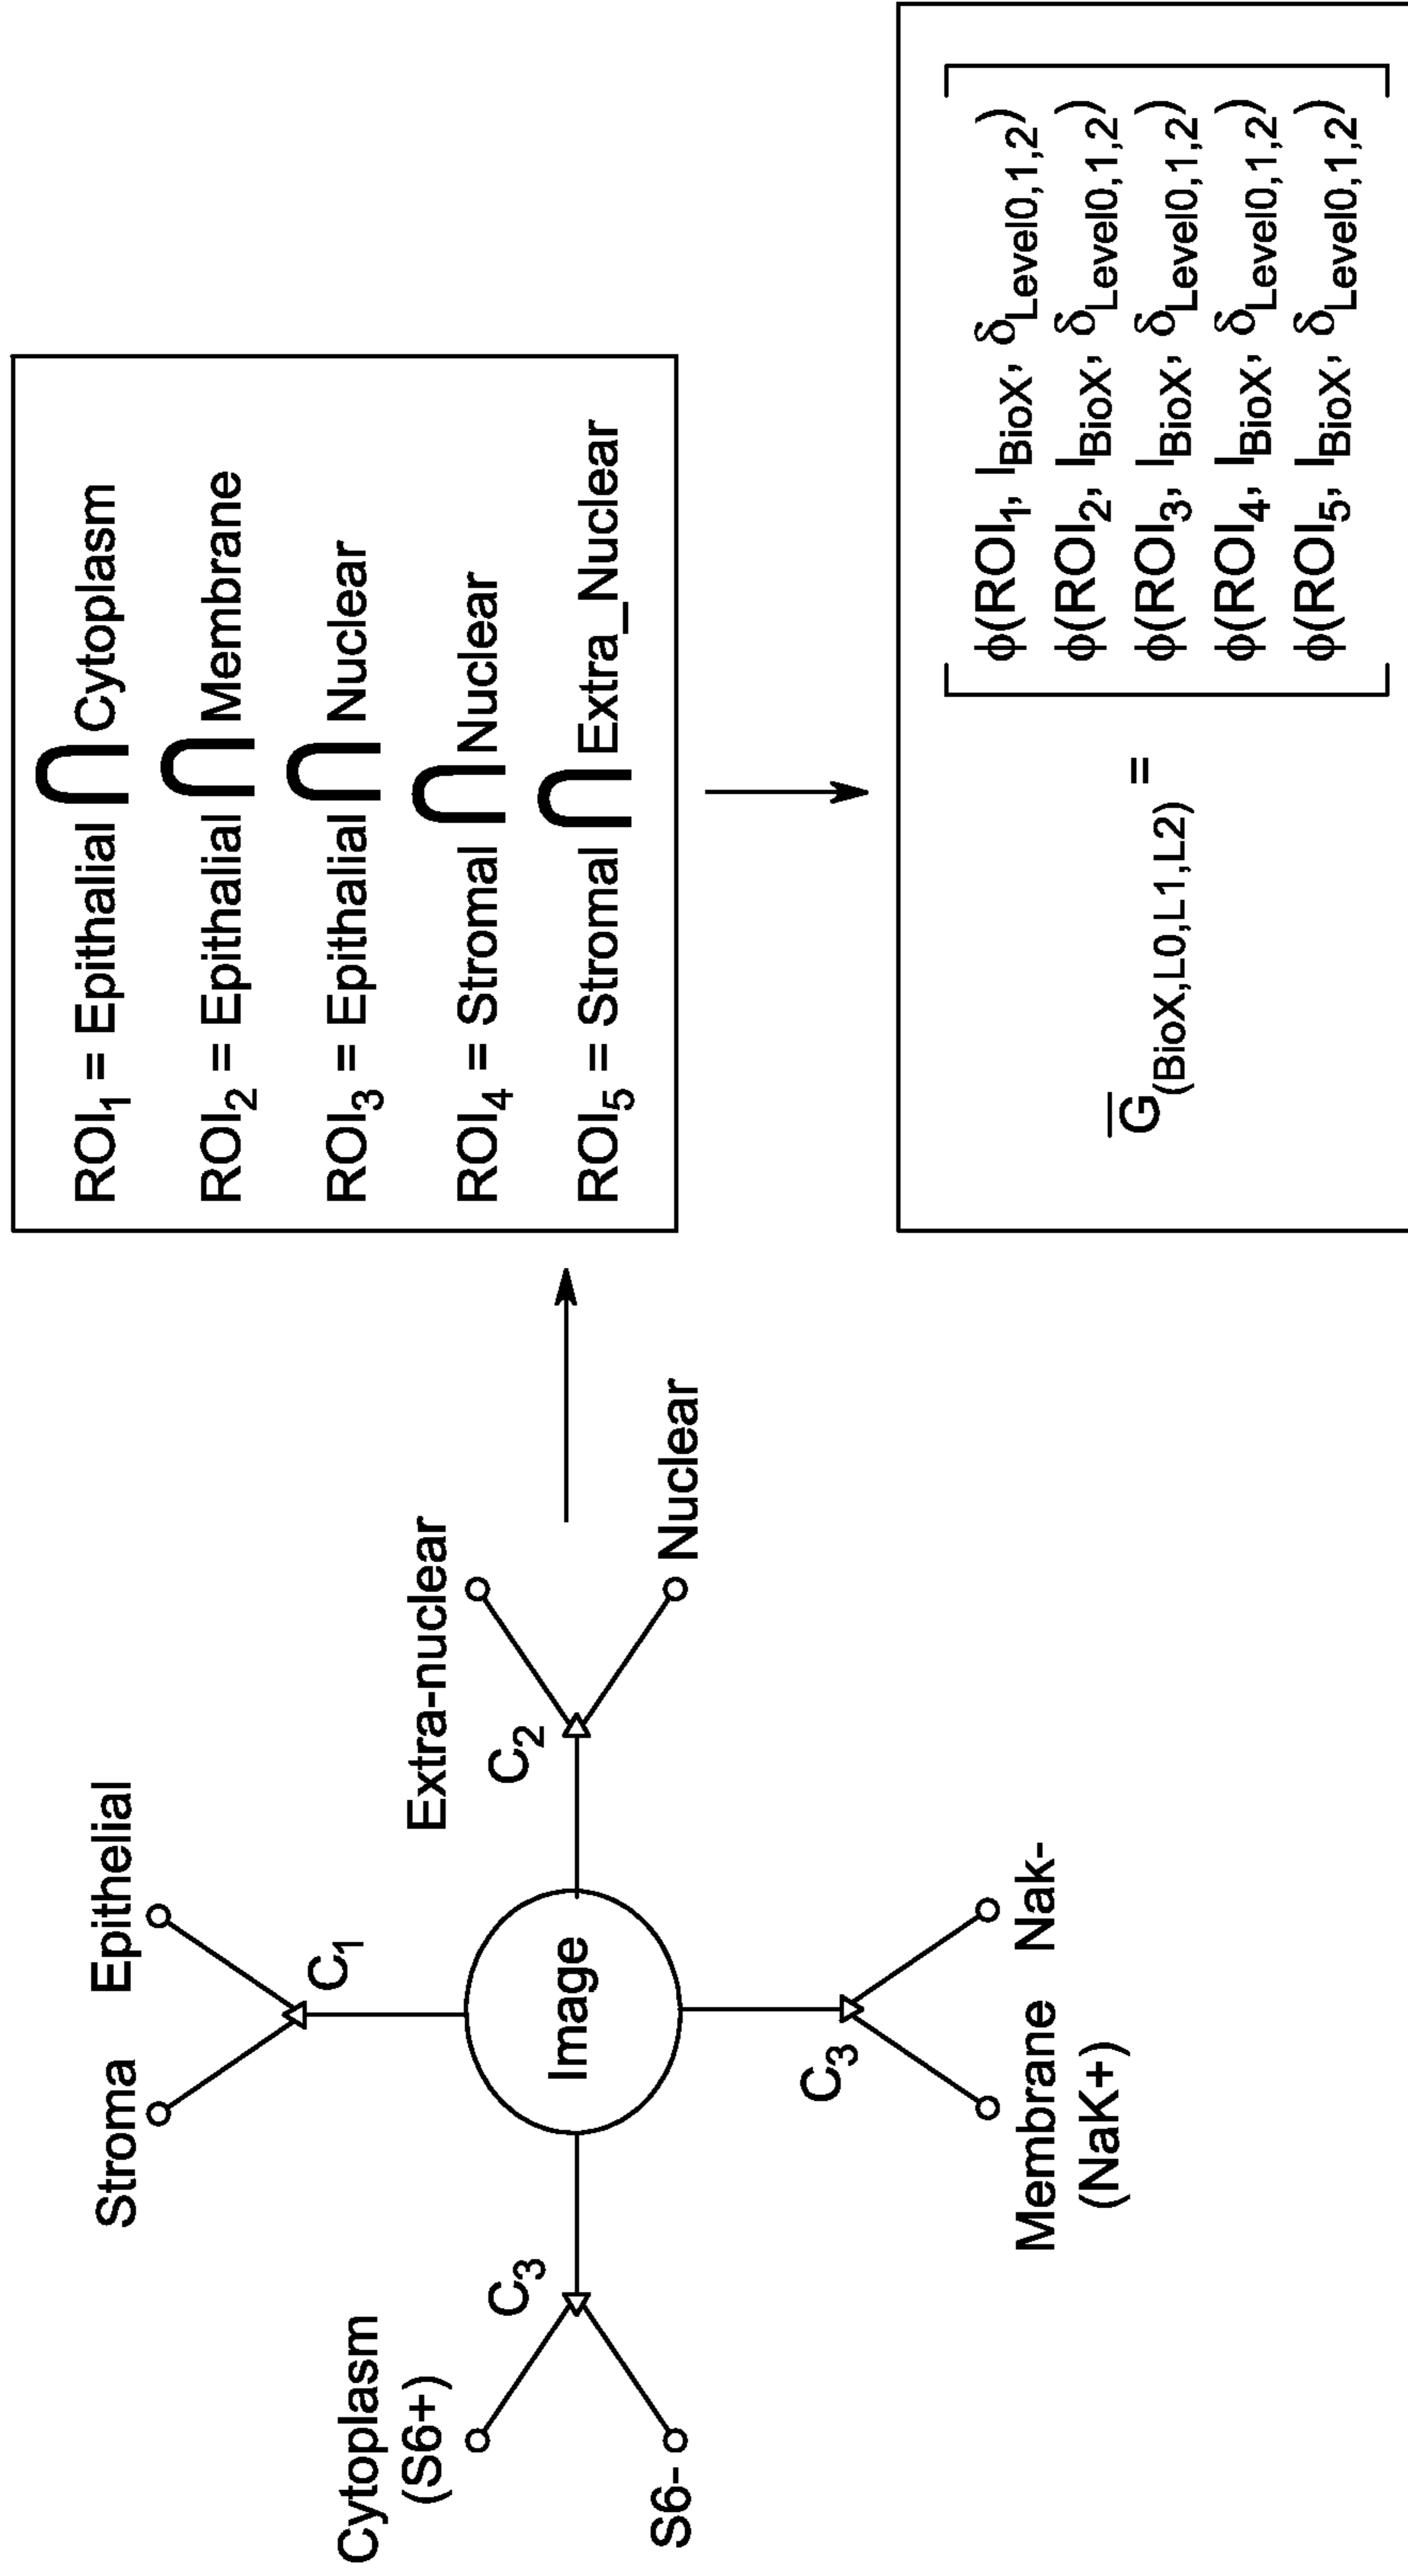 Stroma Epithelial
C1
Cytoplasm
(S6+)
C3
S6-
Image
Extra-nuclear
C2
Nuclear
C3
Membrane Nak-
(NaK+)
ROI1 = Epithalial ⋂ Cytoplasm
ROI2 = Epithalial ⋂ Membrane
ROI3 = Epithalial ⋂ Nuclear
ROI4 = Stromal ⋂ Nuclear
ROI5 = Stromal ⋂ Extra_Nuclear
G̅(BioX,L0,L1,L2) =
ϕ(ROI1, IBioX, δLevel0,1,2)
ϕ(ROI2, IBioX, δLevel0,1,2)
ϕ(ROI3, IBioX, δLevel0,1,2)
ϕ(ROI4, IBioX, δLevel0,1,2)
ϕ(ROI5, IBioX, δLevel0,1,2)